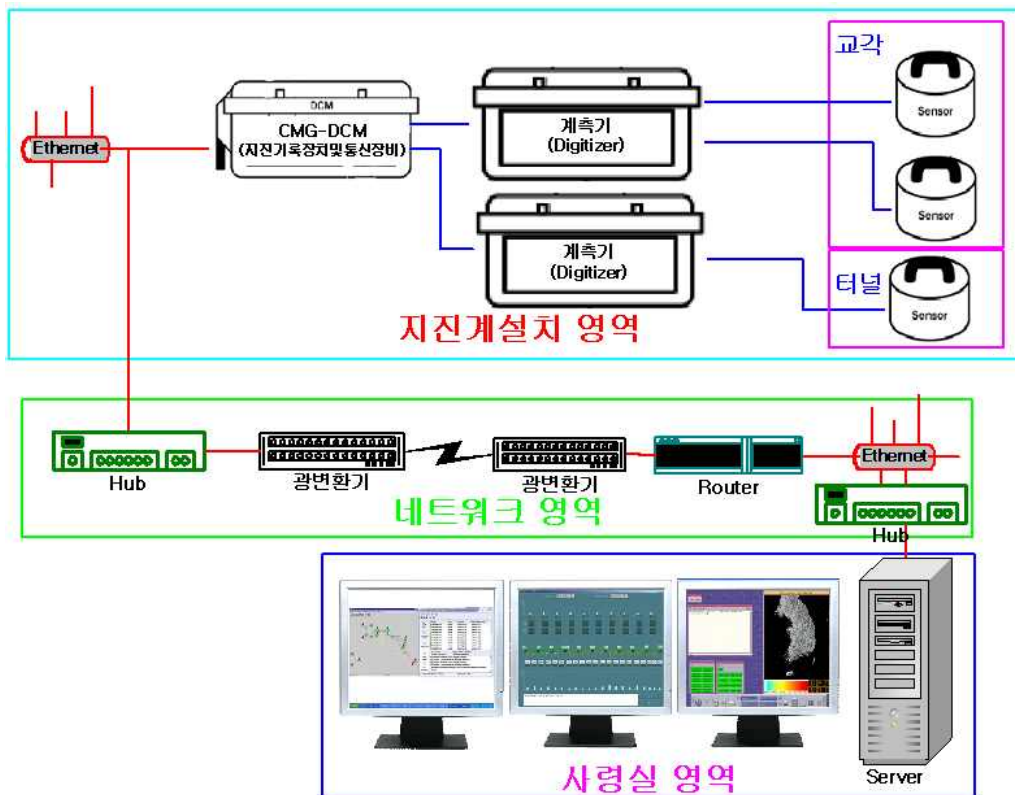 교각
Sensor
Sensor
터널
Sensor
Ethernet
DCM
CMG-DCM
(지진기록장치및통신장비)
계측기
(Digitizer)
계측기
(Digitizer)
지진계설치 영역
Hub
광변환기
광변환기
Router
Ethernet
Hub
네트워크 영역
Server
사령실 영역